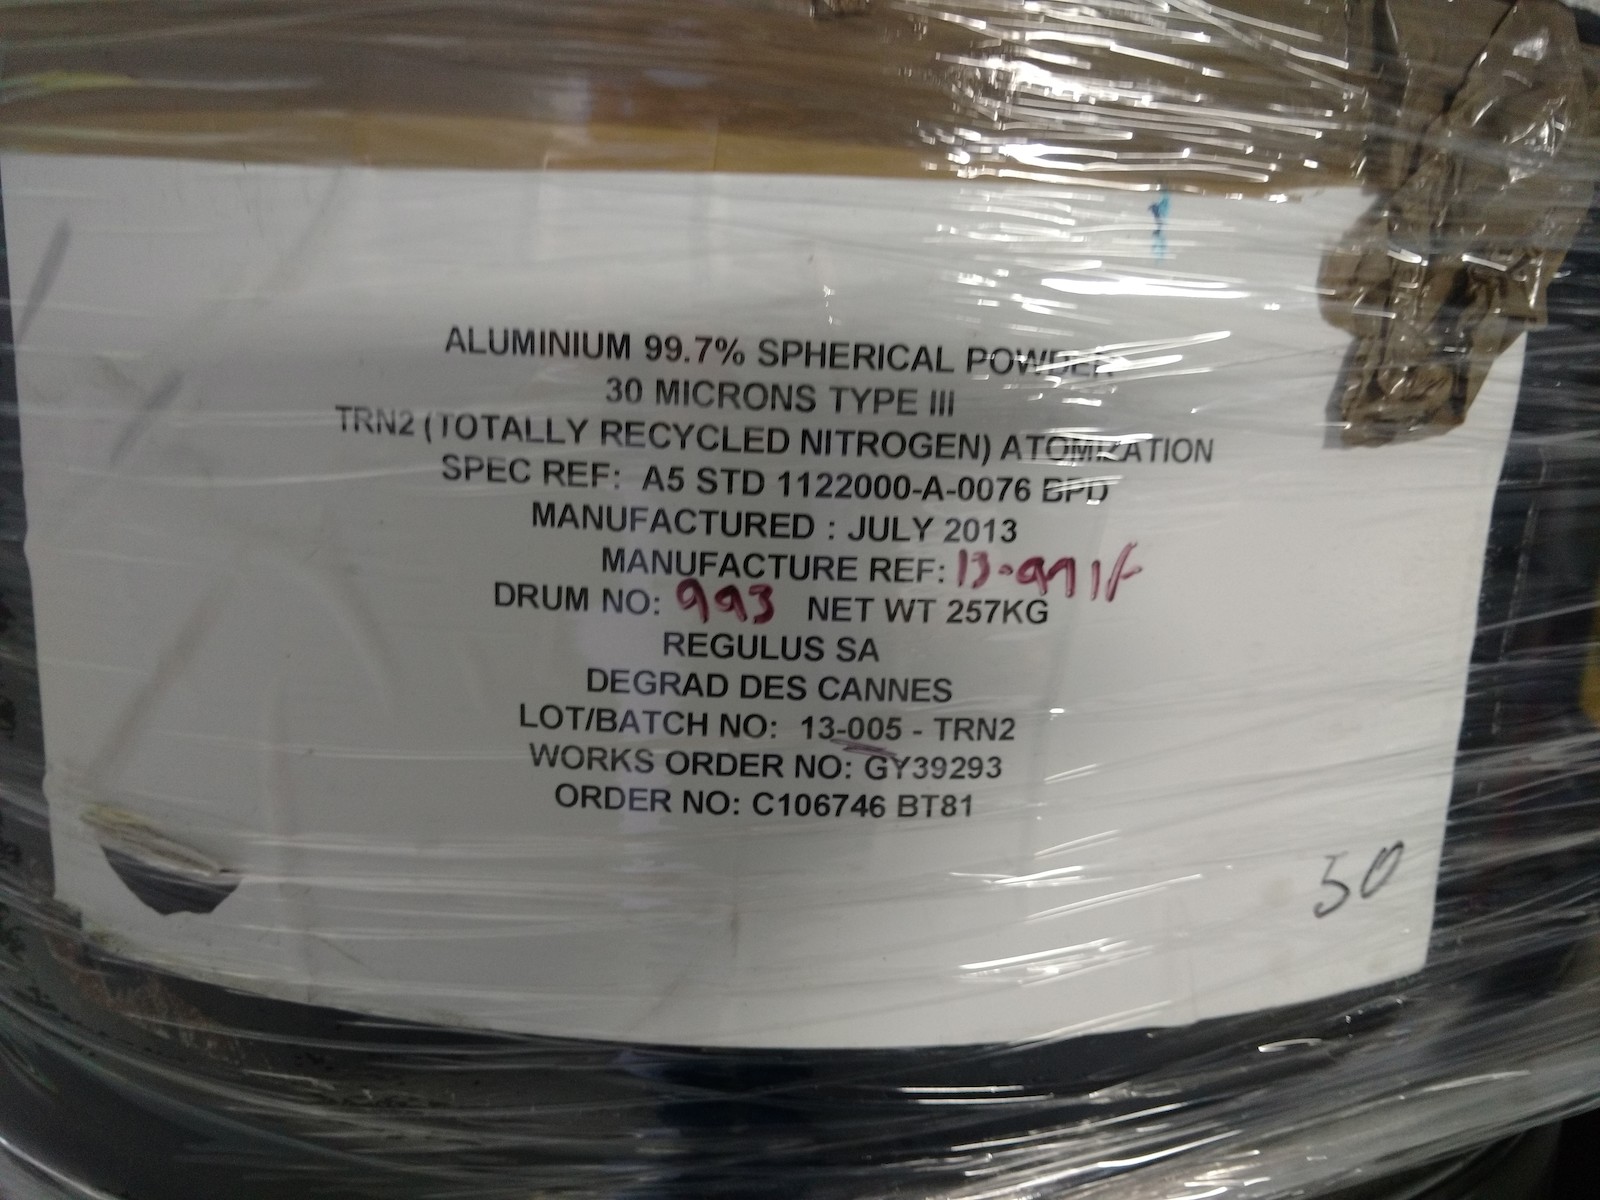 ALUMINIUM 99.7% SPHERICAL POWDER
30 MICRONS TYPE III
TRN2 (TOTALLY RECYCLED NITROGEN) ATOMIZATION
SPEC REF: A5 STD 1122000-A-0076 BPD
MANUFACTURED : JULY 2013
MANUFACTURE REF:
DRUM NO: 993 NET WT 257KG
REGULUS SA
DEGRAD DES CANNES
LOT/BATCH NO: 13-005 - TRN2
WORKS ORDER NO: GY39293
ORDER NO: C106746 BT81
50